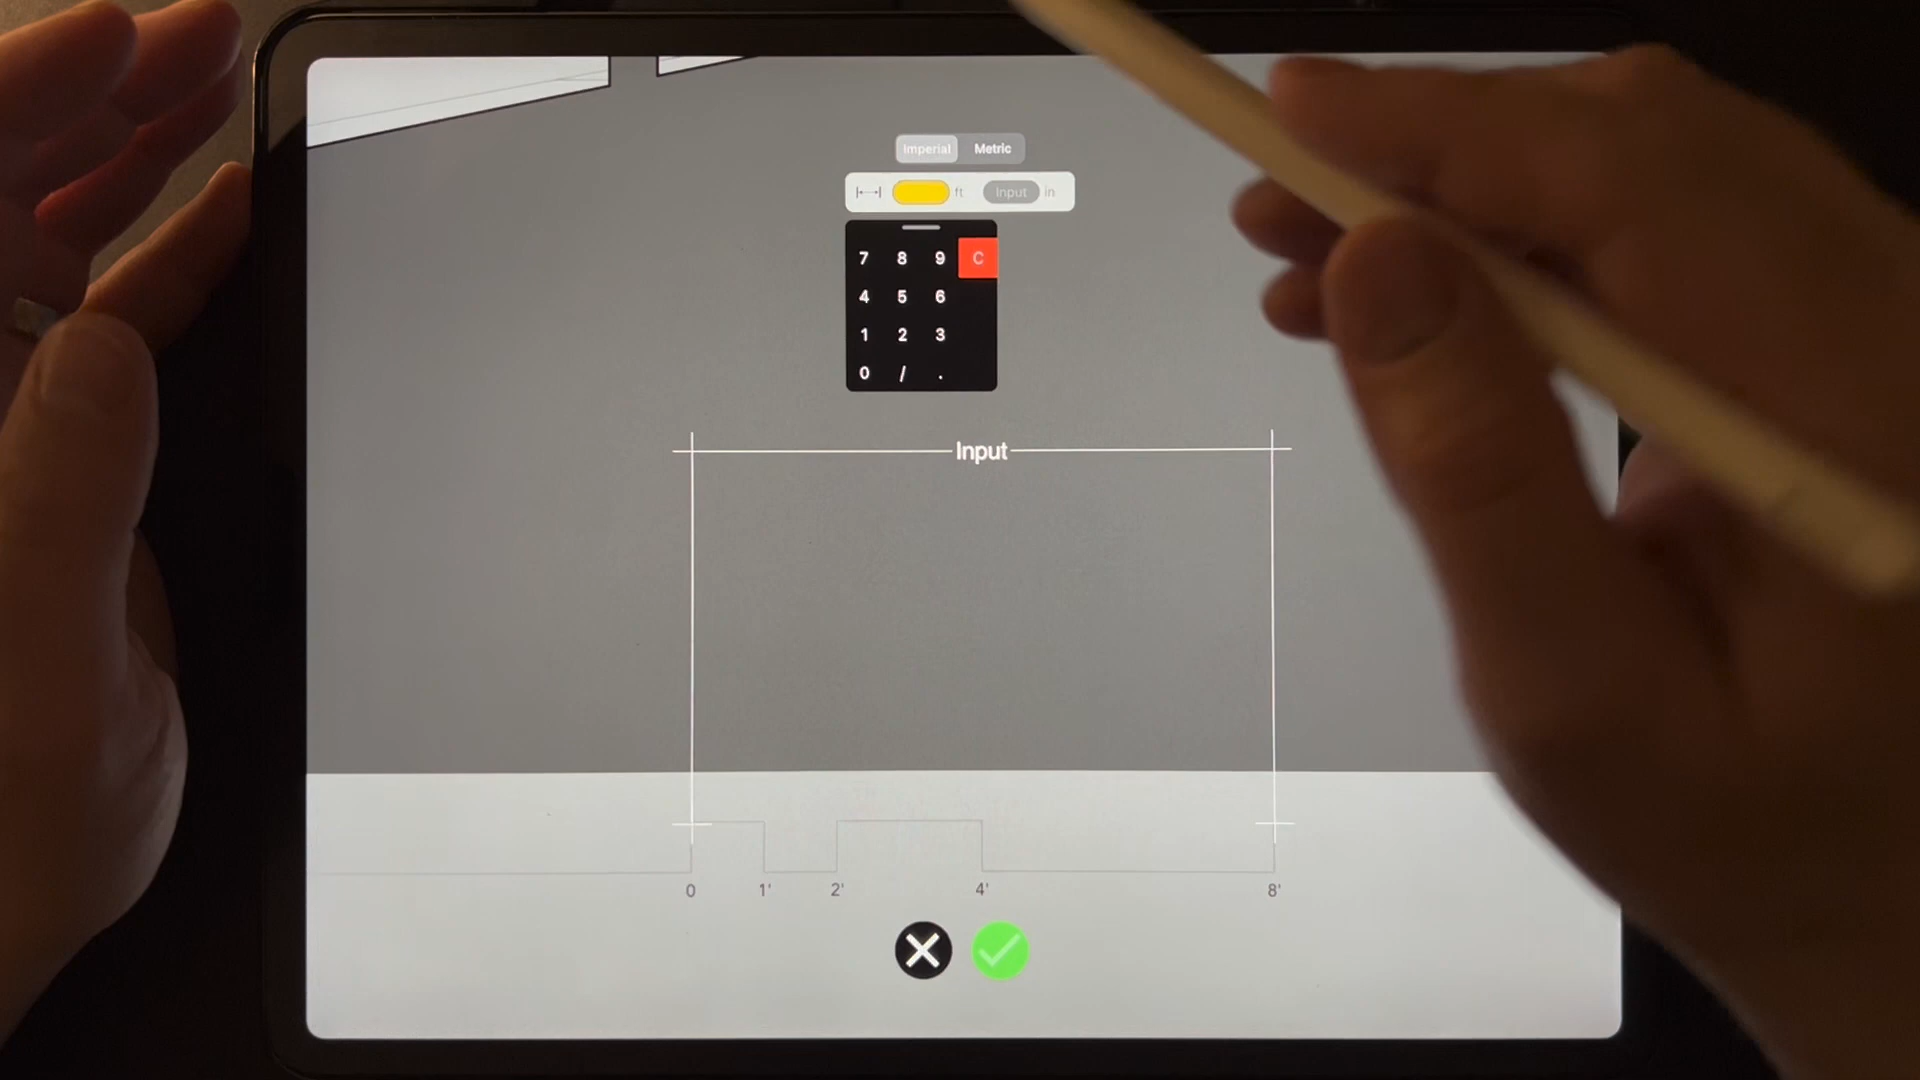 Imperial Metric
ft Input in
7 8 9 C
4 5 6
1 2 3
0 / .
Input
0 1' 2' 4' 8'